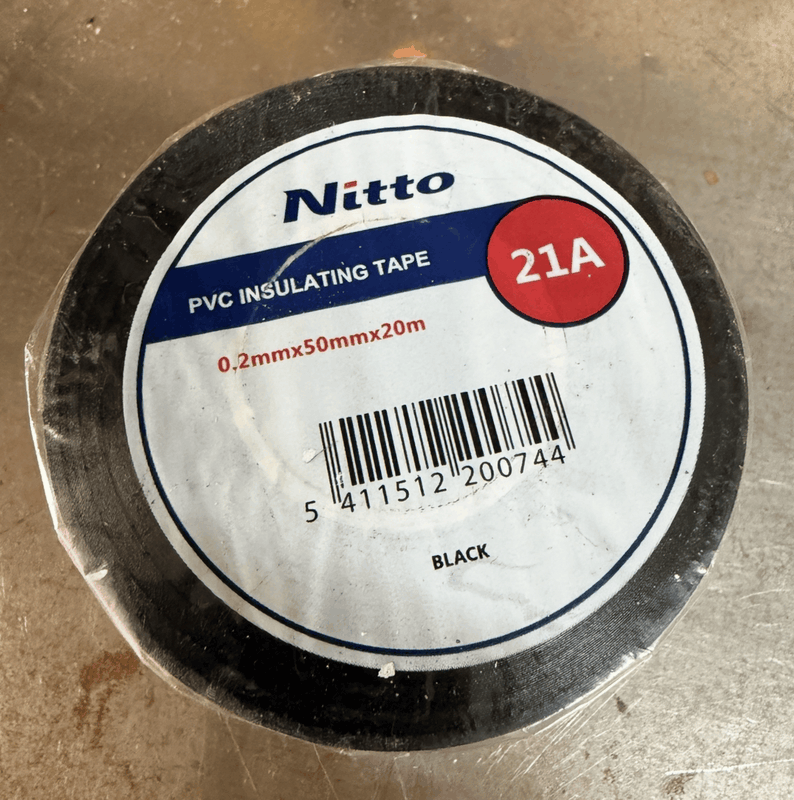 Nitto
PVC INSULATING TAPE
21A
0.2mmx50mmx20m
5 411512 200744
BLACK